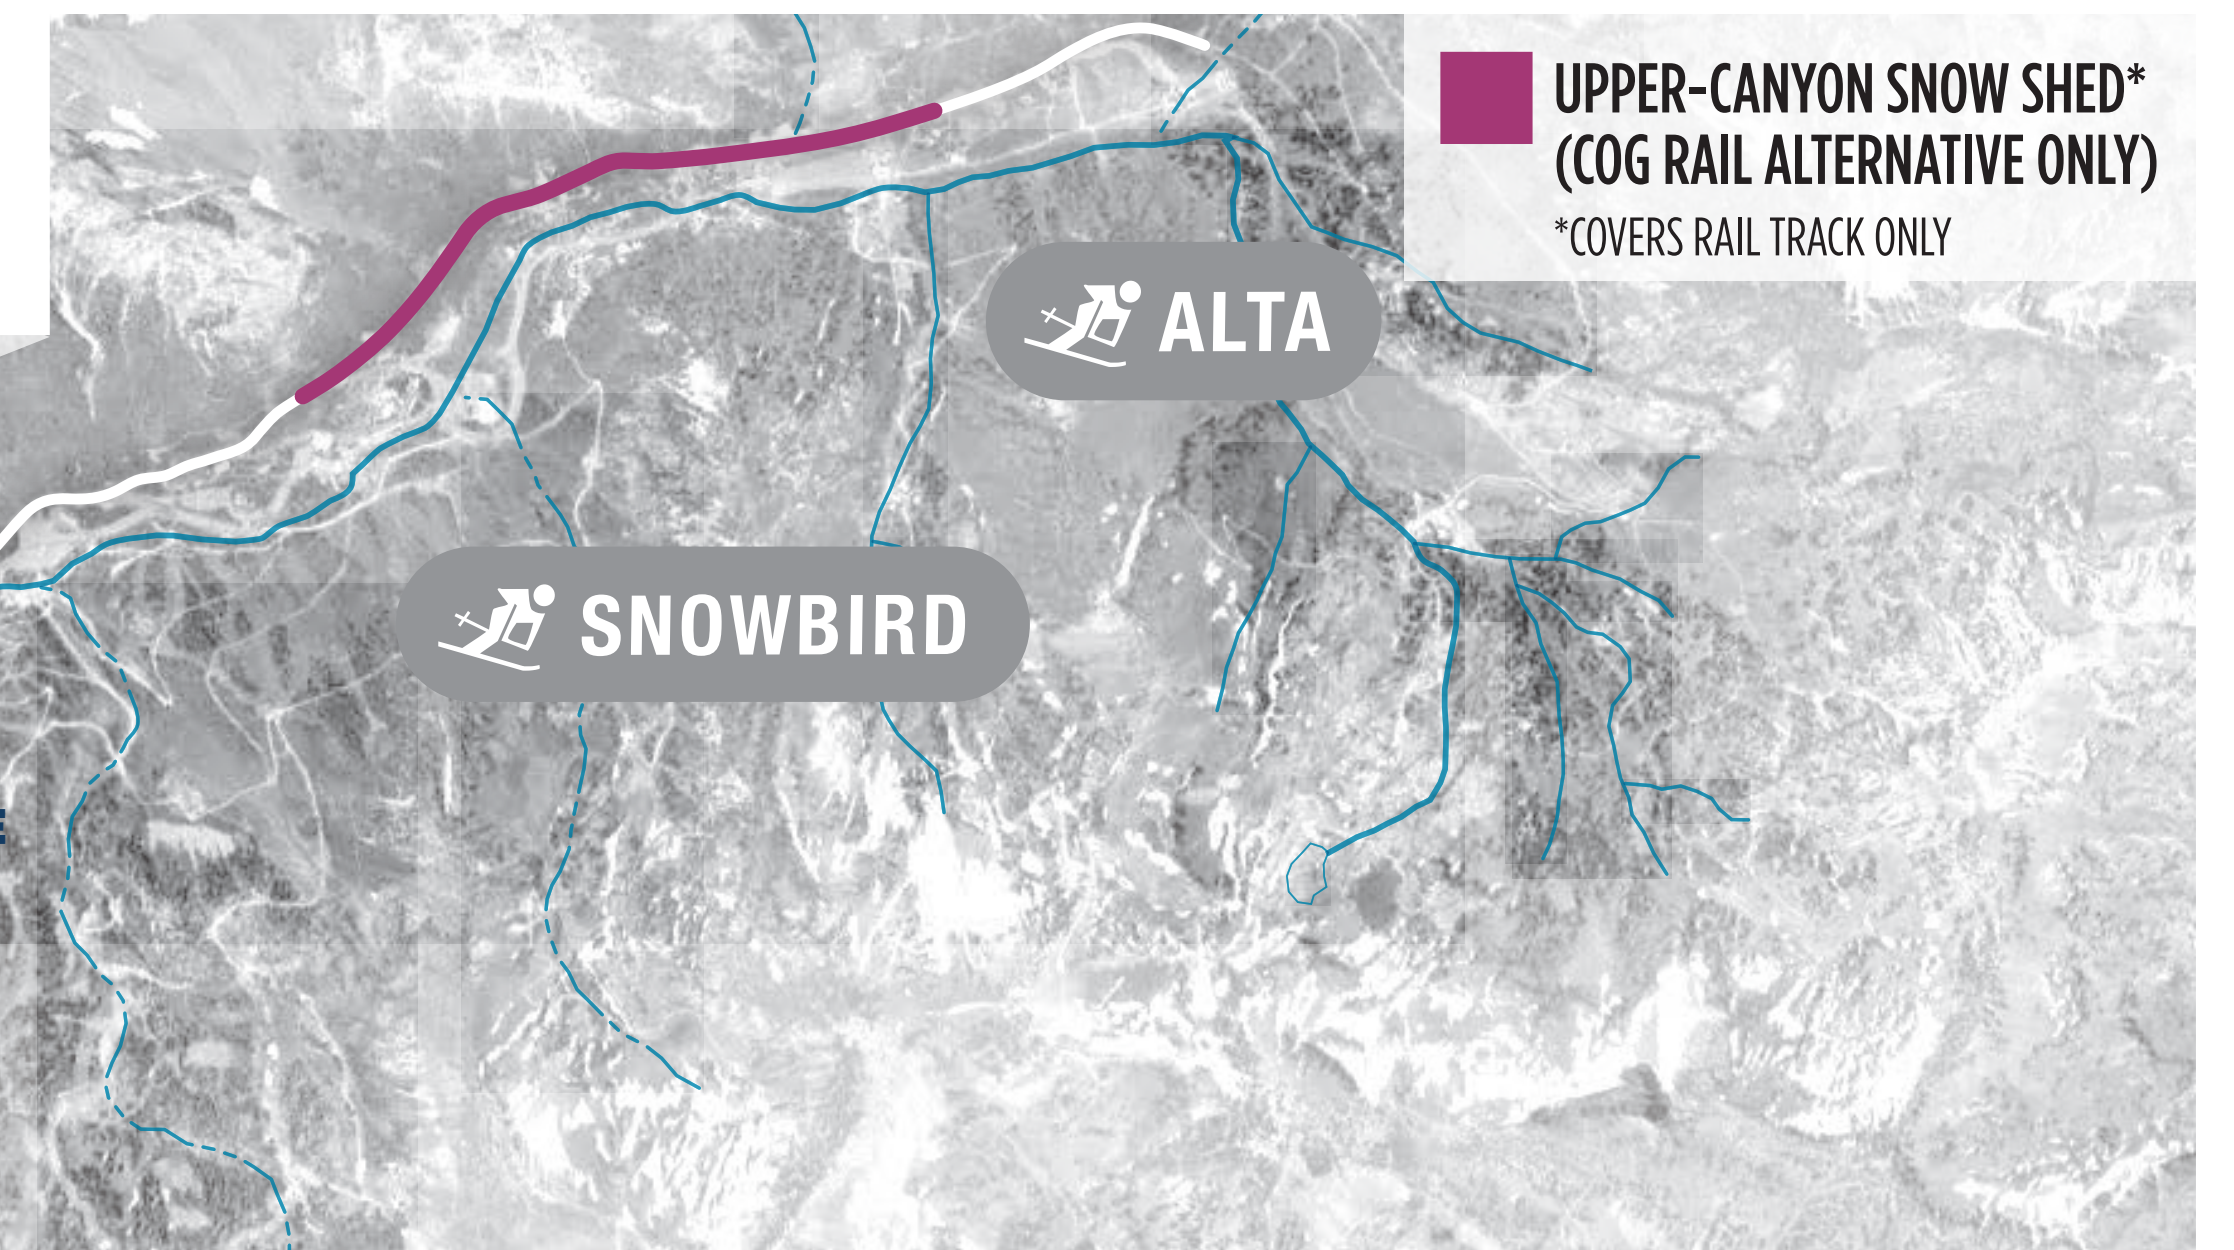 UPPER-CANYON SNOW SHED*
(COG RAIL ALTERNATIVE ONLY)
*COVERS RAIL TRACK ONLY
ALTA
SNOWBIRD
E